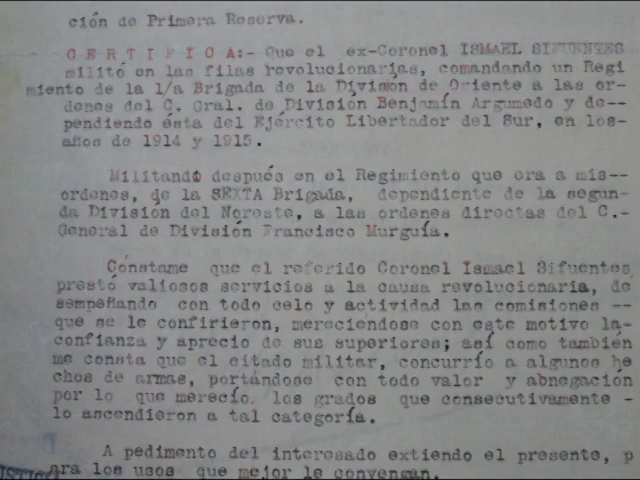 ción de Primera Reserva.
C E R T I F I C A:- Que el ex-Coronel ISMAEL SIFUENTES
militó en las filas revolucionarias, comandando un Regi
miento de la 1/a Brigada de la División de Oriente a las or-
denes del C. Gral. de División Benjamín Argumedo y de--
pendiendo ésta del Ejército Libertador del Sur, en los-
años de 1914 y 1915.
Militando después en el Regimiento que era a mis--
ordenes, de la SEXTA Brigada, dependiente de la segun-
da División del Noreste, a las ordenes directas del C.-
General de División Francisco Murguía.
Cónstame que el referido Coronel Ismael Sifuentes,
prestó valiosos servicios a la causa revolucionaria, de
sempeñando con todo celo y actividad las comisiones --
que se le confirieron, mereciendose con este motivo la-
confianza y aprecio de sus superiores; así como también
me consta que el citado militar, concurrío a algunos he
chos de armas, portándose con todo valor y abnegación
por lo que merecío, los grados que consecutivamente -
lo ascendieron a tal categoría.
A pedimento del interesado extiendo el presente, p
ara los usos que mejor le convengan.